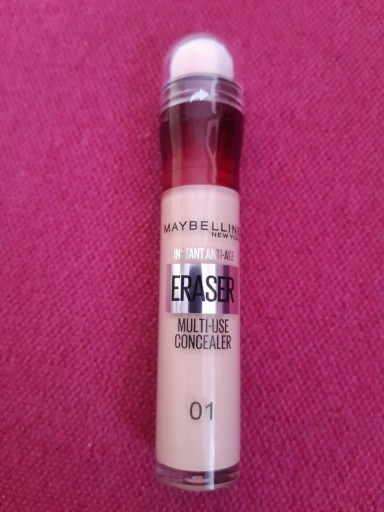 MAYBELLINE
NEW YORK
INSTANT ANTI-AGE
ERASER
MULTI-USE
CONCEALER
01